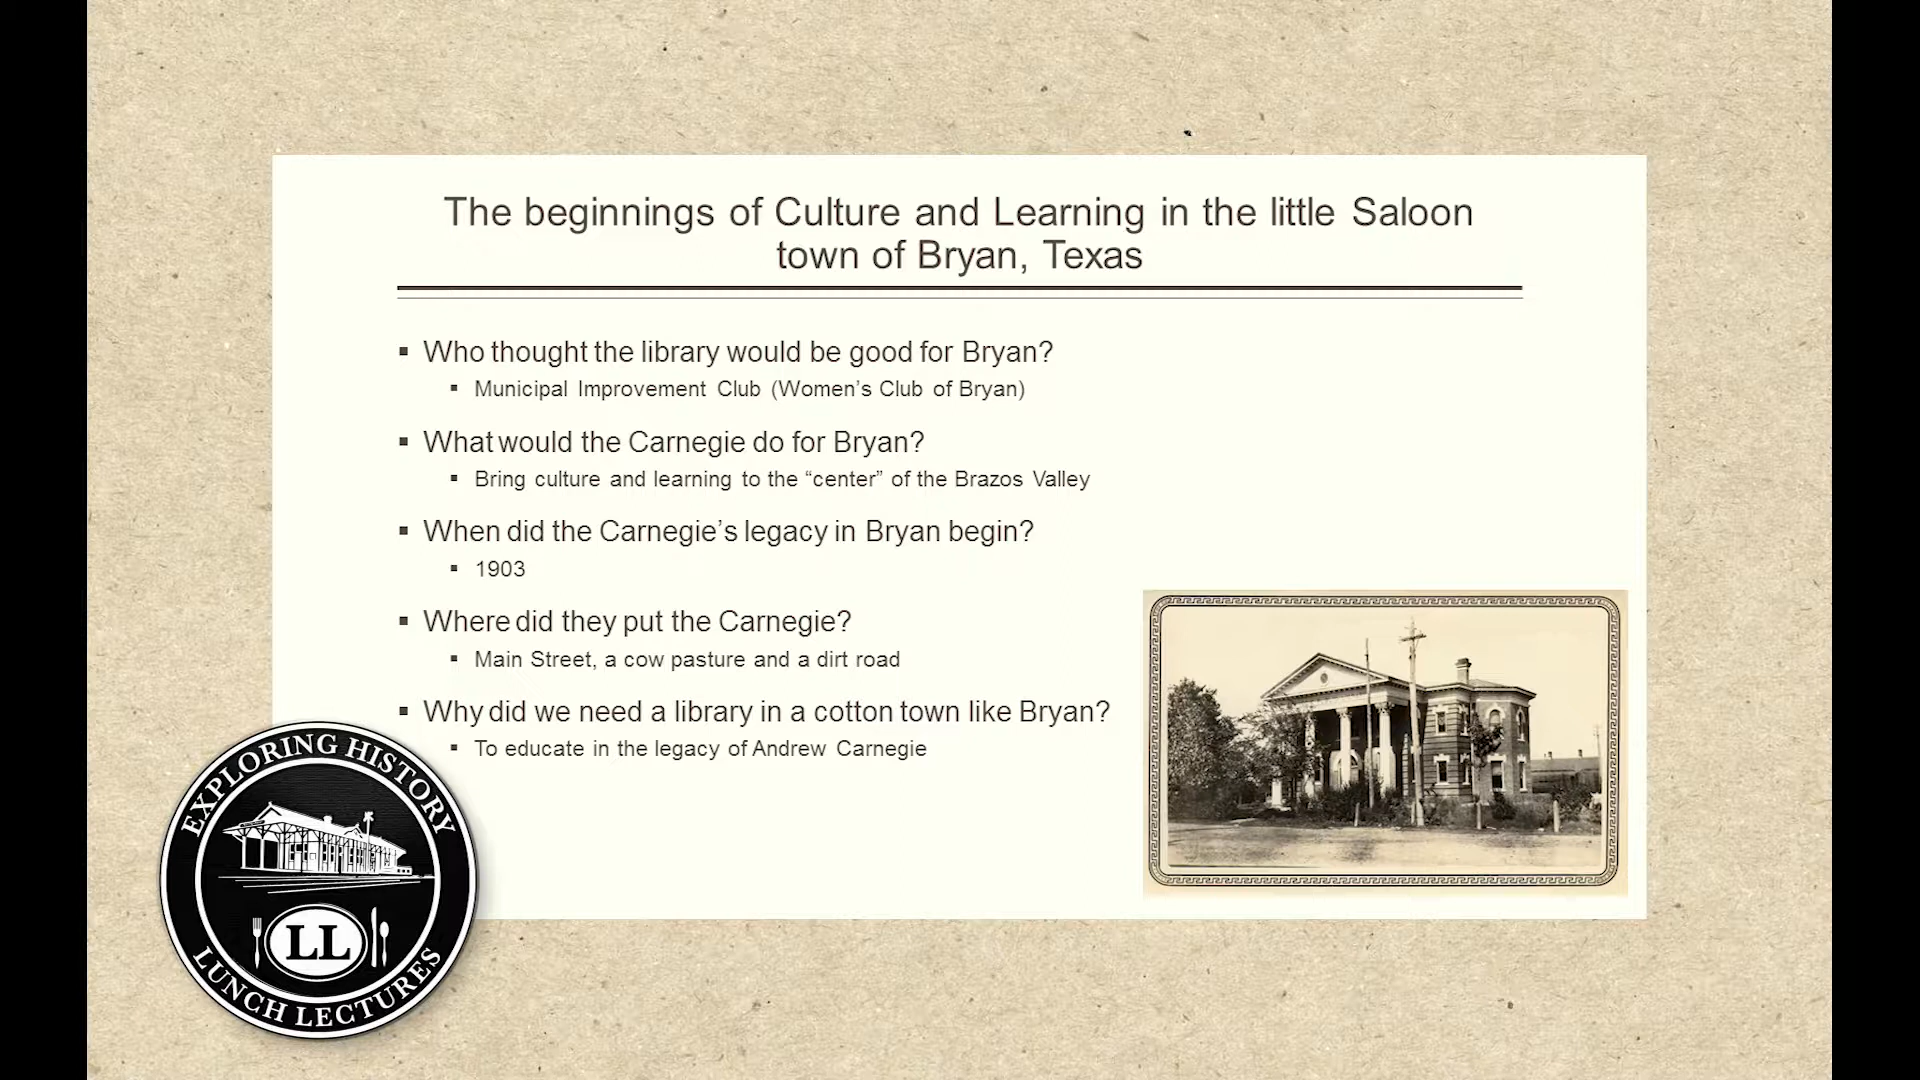 The beginnings of Culture and Learning in the little Saloon
town of Bryan, Texas
▪ Who thought the library would be good for Bryan?
▪ Municipal Improvement Club (Women’s Club of Bryan)
▪ What would the Carnegie do for Bryan?
▪ Bring culture and learning to the “center” of the Brazos Valley
▪ When did the Carnegie’s legacy in Bryan begin?
▪ 1903
▪ Where did they put the Carnegie?
▪ Main Street, a cow pasture and a dirt road
▪ Why did we need a library in a cotton town like Bryan?
▪ To educate in the legacy of Andrew Carnegie
EXPLORING HISTORY
LL
LUNCH LECTURES